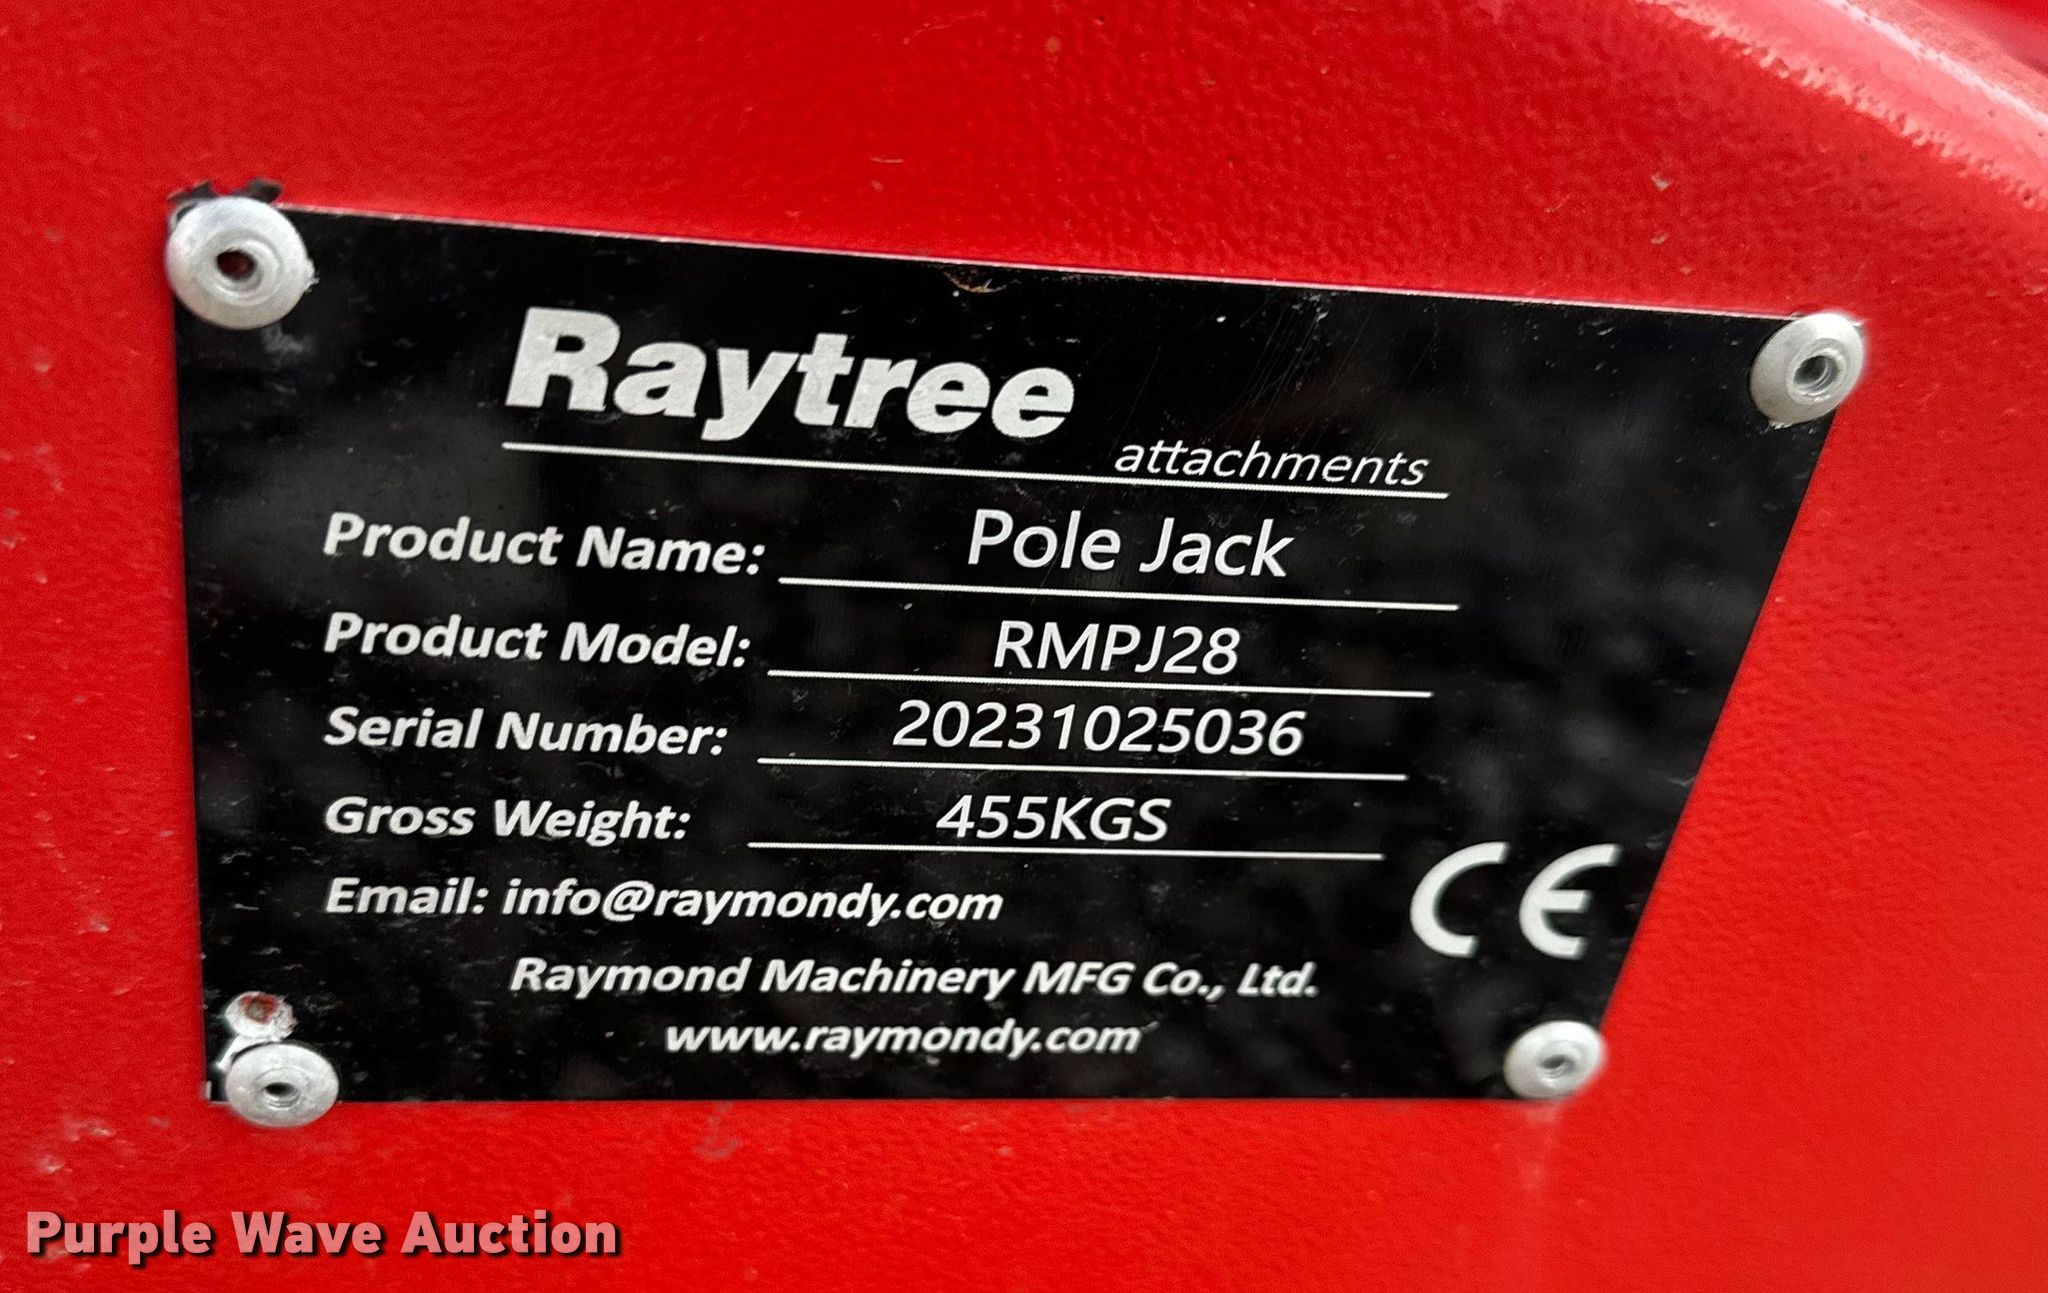 Raytree
attachments
Product Name: Pole Jack
Product Model: RMPJ28
Serial Number: 20231025036
Gross Weight: 455KGS
Email: info@raymondy.com
CE
Raymond Machinery MFG Co., Ltd.
www.raymondy.com
Purple Wave Auction